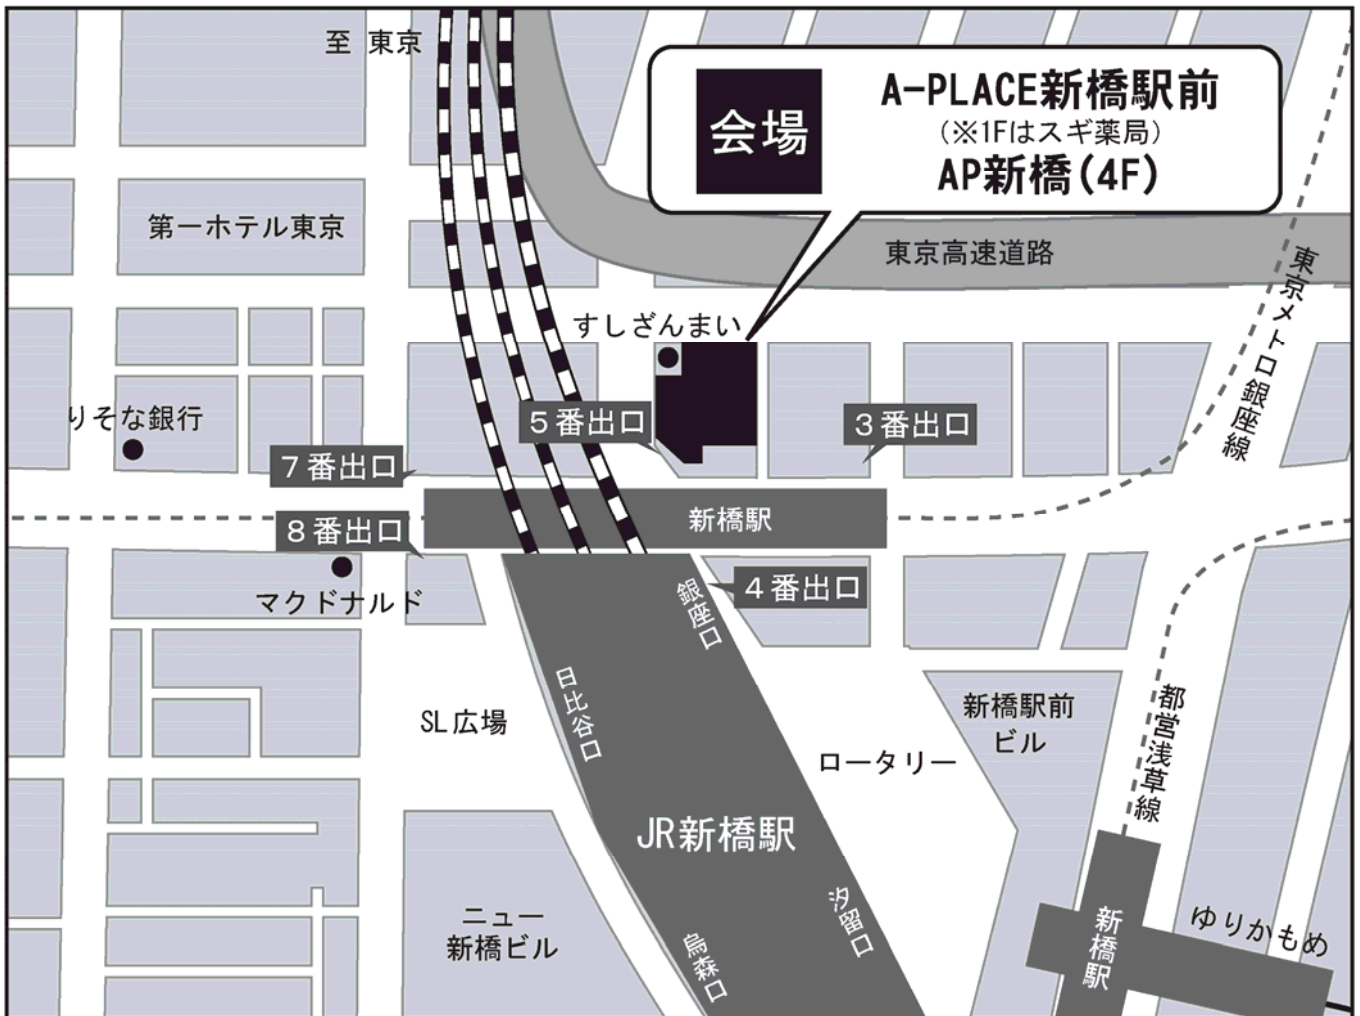 至 東京
会場
A-PLACE新橋駅前
(※1Fはスギ薬局)
AP新橋(4F)
第一ホテル東京
東京高速道路
東京メトロ銀座線
すしざんまい
りそな銀行
5番出口
3番出口
7番出口
8番出口
新橋駅
マクドナルド
4番出口
銀座口
日比谷口
SL広場
新橋駅前
ビル
都営浅草線
ロータリー
JR新橋駅
汐留口
ニュー
新橋ビル
烏森口
新橋駅
ゆりかもめ